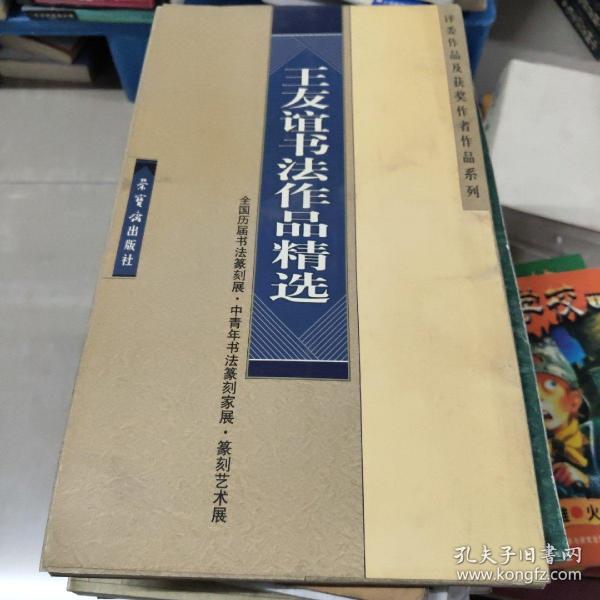 评委作品及获奖作者作品系列
王友谊书法作品精选
全国历届书法篆刻展·中青年书法篆刻家展·篆刻艺术展
荣宝斋出版社
学校
火
孔夫子旧书网
www.kongfz.com